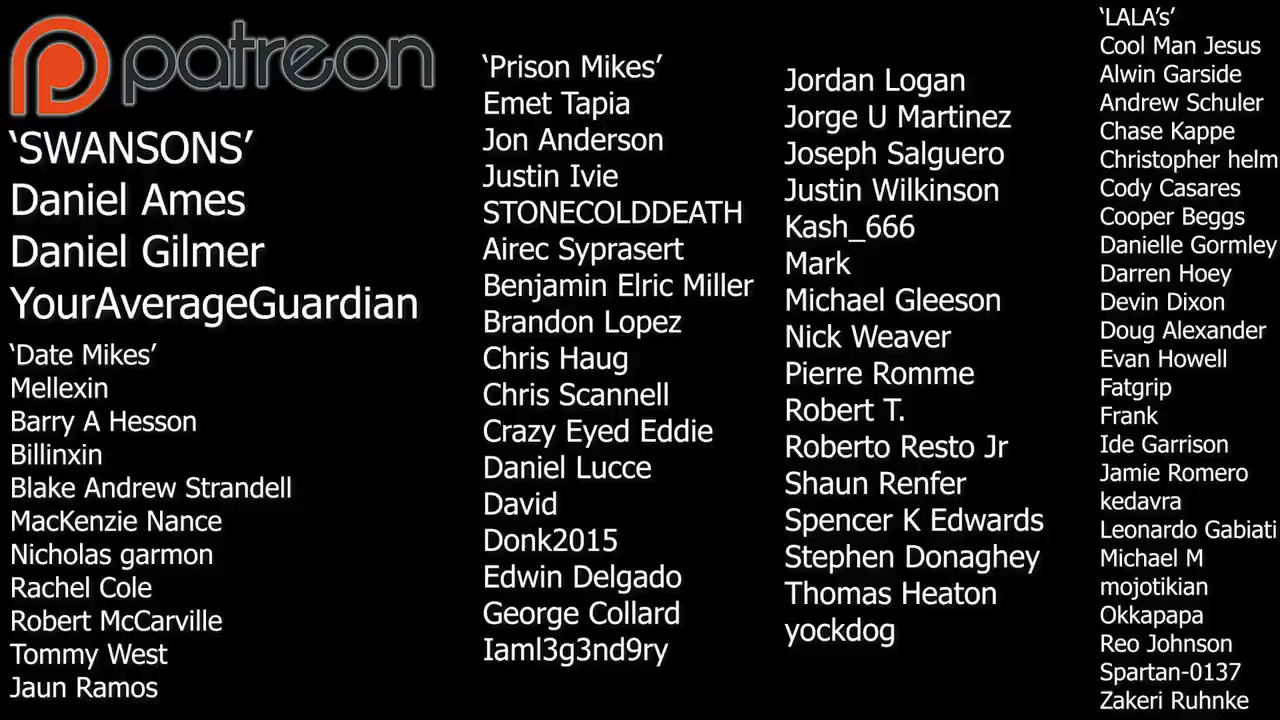 patreon
‘SWANSONS’
Daniel Ames
Daniel Gilmer
YourAverageGuardian
‘Date Mikes’
Mellexin
Barry A Hesson
Billinxin
Blake Andrew Strandell
MacKenzie Nance
Nicholas garmon
Rachel Cole
Robert McCarville
Tommy West
Jaun Ramos
‘Prison Mikes’
Emet Tapia
Jon Anderson
Justin Ivie
STONECOLDDEATH
Airec Syprasert
Benjamin Elric Miller
Brandon Lopez
Chris Haug
Chris Scannell
Crazy Eyed Eddie
Daniel Lucce
David
Donk2015
Edwin Delgado
George Collard
Iaml3g3nd9ry
Jordan Logan
Jorge U Martinez
Joseph Salguero
Justin Wilkinson
Kash_666
Mark
Michael Gleeson
Nick Weaver
Pierre Romme
Robert T.
Roberto Resto Jr
Shaun Renfer
Spencer K Edwards
Stephen Donaghey
Thomas Heaton
yockdog
‘LALA’s’
Cool Man Jesus
Alwin Garside
Andrew Schuler
Chase Kappe
Christopher helm
Cody Casares
Cooper Beggs
Danielle Gormley
Darren Hoey
Devin Dixon
Doug Alexander
Evan Howell
Fatgrip
Frank
Ide Garrison
Jamie Romero
kedavra
Leonardo Gabiati
Michael M
mojotikian
Okkapapa
Reo Johnson
Spartan-0137
Zakeri Ruhnke